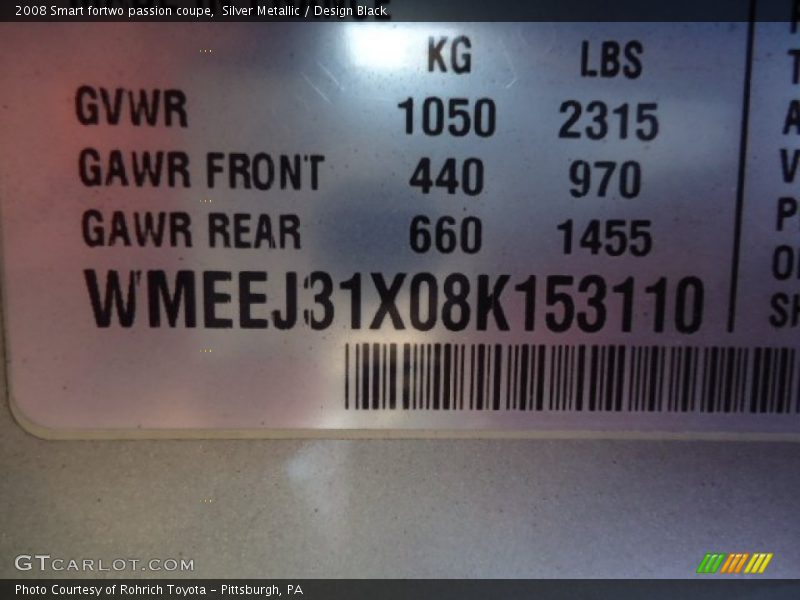 2008 Smart fortwo passion coupe,  Silver Metallic / Design Black
KG LBS
GVWR 1050 2315
GAWR FRONT 440 970
GAWR REAR 660 1455
WMEEJ31X08K153110
GTCARLOT.COM
Photo Courtesy of Rohrich Toyota - Pittsburgh, PA